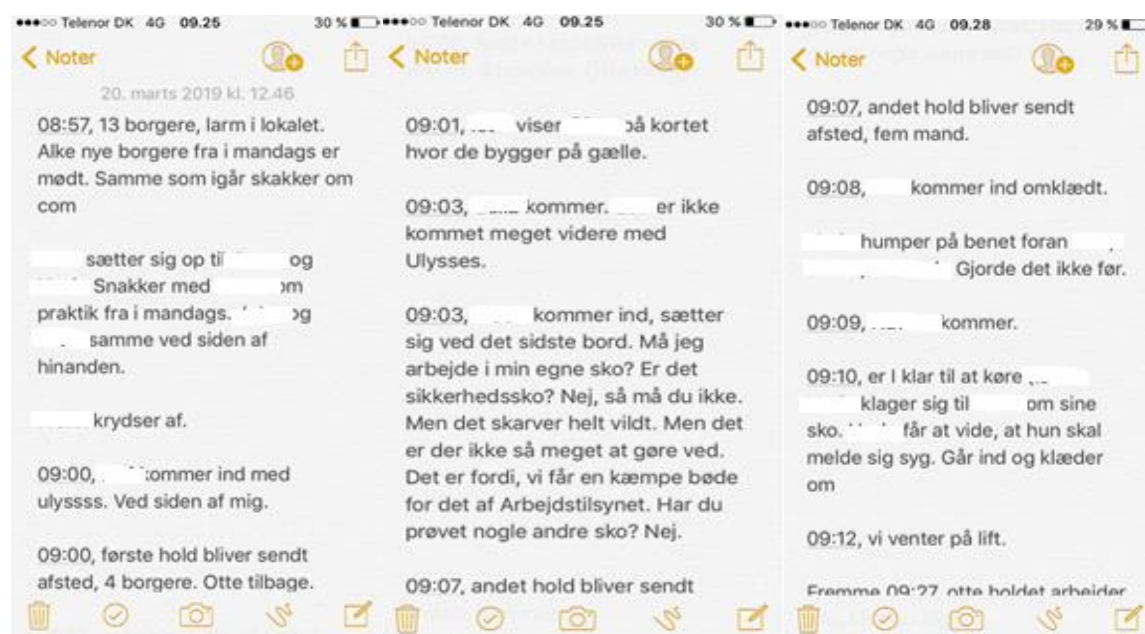 Telenor DK 4G 09.25 30 %
Noter
20. marts 2019 kl. 12.46
08:57, 13 borgere, larm i lokalet.
Alke nye borgere fra i mandags er
mødt. Samme som igår skakker om
com
sætter sig op til og
Snakker med om
praktik fra i mandags. og
samme ved siden af
hinanden.
krydser af.
09:00, kommer ind med
ulyssss. Ved siden af mig.
09:00, første hold bliver sendt
afsted, 4 borgere. Otte tilbage.
Telenor DK 4G 09.25 30 %
Noter
09:01, viser på kortet
hvor de bygger på gælle.
09:03, kommer. er ikke
kommet meget videre med
Ulysses.
09:03, kommer ind, sætter
sig ved det sidste bord. Må jeg
arbejde i min egne sko? Er det
sikkerhedssko? Nej, så må du ikke.
Men det skarver helt vildt. Men det
er der ikke så meget at gøre ved.
Det er fordi, vi får en kæmpe bøde
for det af Arbejdstilsynet. Har du
prøvet nogle andre sko? Nej.
09:07, andet hold bliver sendt
Telenor DK 4G 09.28 29 %
Noter
09:07, andet hold bliver sendt
afsted, fem mand.
09:08, kommer ind omklædt.
humper på benet foran
Gjorde det ikke før.
09:09, kommer.
09:10, er I klar til at køre
klager sig til om sine
sko. får at vide, at hun skal
melde sig syg. Går ind og klæder
om
09:12, vi venter på lift.
Fremme 09:27, otte holdet arbejder